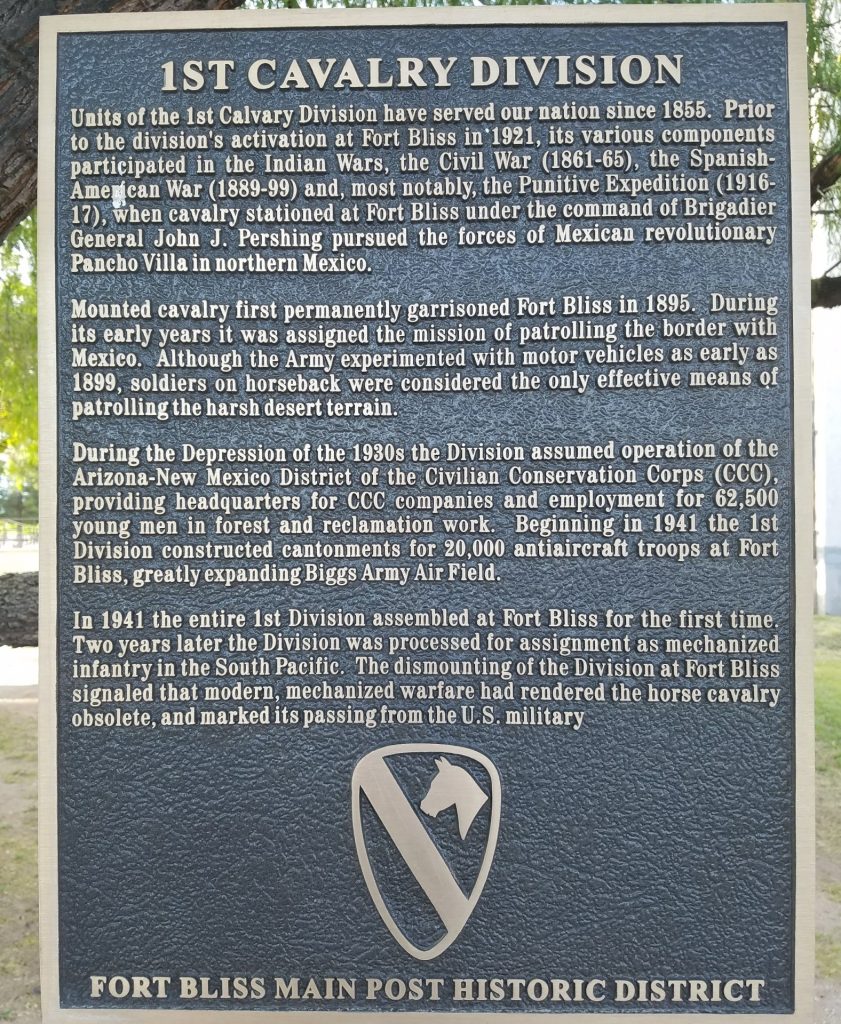 1ST CAVALRY DIVISION
Units of the 1st Calvary Division have served our nation since 1855. Prior
to the division's activation at Fort Bliss in 1921, its various components
participated in the Indian Wars, the Civil War (1861-65), the Spanish-
American War (1889-99) and, most notably, the Punitive Expedition (1916-
17), when cavalry stationed at Fort Bliss under the command of Brigadier
General John J. Pershing pursued the forces of Mexican revolutionary
Pancho Villa in northern Mexico.
Mounted cavalry first permanently garrisoned Fort Bliss in 1895. During
its early years it was assigned the mission of patrolling the border with
Mexico. Although the Army experimented with motor vehicles as early as
1899, soldiers on horseback were considered the only effective means of
patrolling the harsh desert terrain.
During the Depression of the 1930s the Division assumed operation of the
Arizona-New Mexico District of the Civilian Conservation Corps (CCC),
providing headquarters for CCC companies and employment for 62,500
young men in forest and reclamation work. Beginning in 1941 the 1st
Division constructed cantonments for 20,000 antiaircraft troops at Fort
Bliss, greatly expanding Biggs Army Air Field.
In 1941 the entire 1st Division assembled at Fort Bliss for the first time.
Two years later the Division was processed for assignment as mechanized
infantry in the South Pacific. The dismounting of the Division at Fort Bliss
signaled that modern, mechanized warfare had rendered the horse cavalry
obsolete, and marked its passing from the U.S. military
FORT BLISS MAIN POST HISTORIC DISTRICT